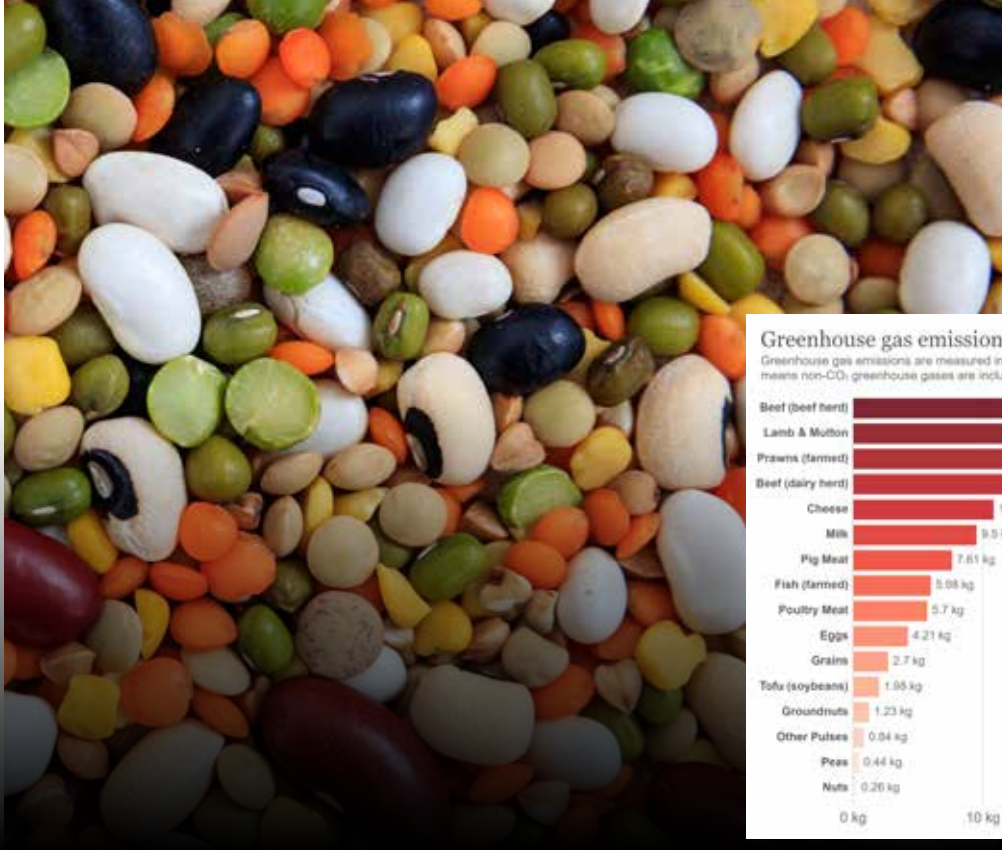 Greenhouse gas emission
Greenhouse gas emissions are measured in
means non-CO₂ greenhouse gases are inclu
Beef (beef herd)
Lamb & Mutton
Prawns (farmed)
Beef (dairy herd)
Cheese
Milk 9.5
Pig Meat 7.61 kg
Fish (farmed) 5.98 kg
Poultry Meat 5.7 kg
Eggs 4.21 kg
Grains 2.7 kg
Tofu (soybeans) 1.98 kg
Groundnuts 1.23 kg
Other Pulses 0.84 kg
Peas 0.44 kg
Nuts 0.26 kg
0 kg 10 kg